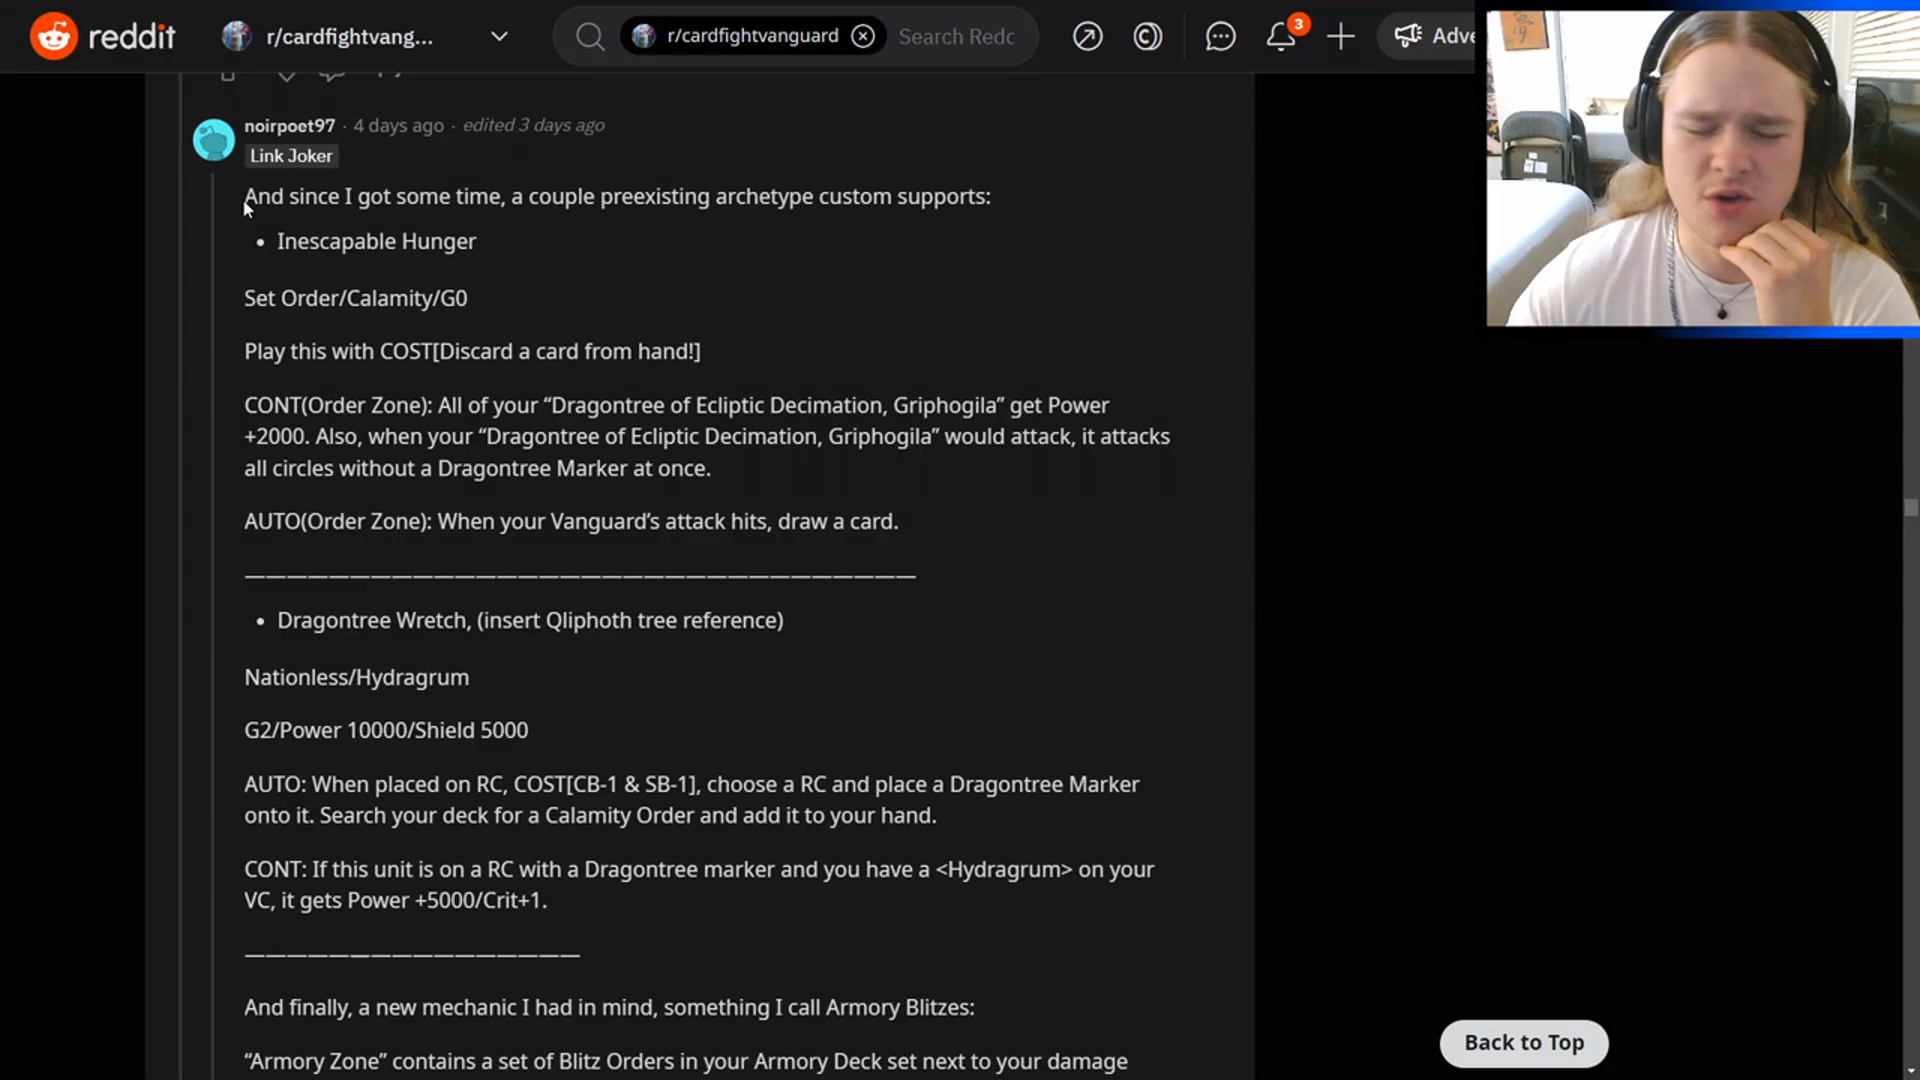 reddit
r/cardfightvang...
r/cardfightvanguard
Search Redc
3
Adve
noirpoet97 · 4 days ago · edited 3 days ago
Link Joker
And since I got some time, a couple preexisting archetype custom supports:
• Inescapable Hunger
Set Order/Calamity/G0
Play this with COST[Discard a card from hand!]
CONT(Order Zone): All of your “Dragontree of Ecliptic Decimation, Griphogila” get Power
+2000. Also, when your “Dragontree of Ecliptic Decimation, Griphogila” would attack, it attacks
all circles without a Dragontree Marker at once.
AUTO(Order Zone): When your Vanguard’s attack hits, draw a card.
————————————————————————————————
• Dragontree Wretch, (insert Qliphoth tree reference)
Nationless/Hydragrum
G2/Power 10000/Shield 5000
AUTO: When placed on RC, COST[CB-1 & SB-1], choose a RC and place a Dragontree Marker
onto it. Search your deck for a Calamity Order and add it to your hand.
CONT: If this unit is on a RC with a Dragontree marker and you have a <Hydragrum> on your
VC, it gets Power +5000/Crit+1.
————————————————
And finally, a new mechanic I had in mind, something I call Armory Blitzes:
“Armory Zone” contains a set of Blitz Orders in your Armory Deck set next to your damage
Back to Top